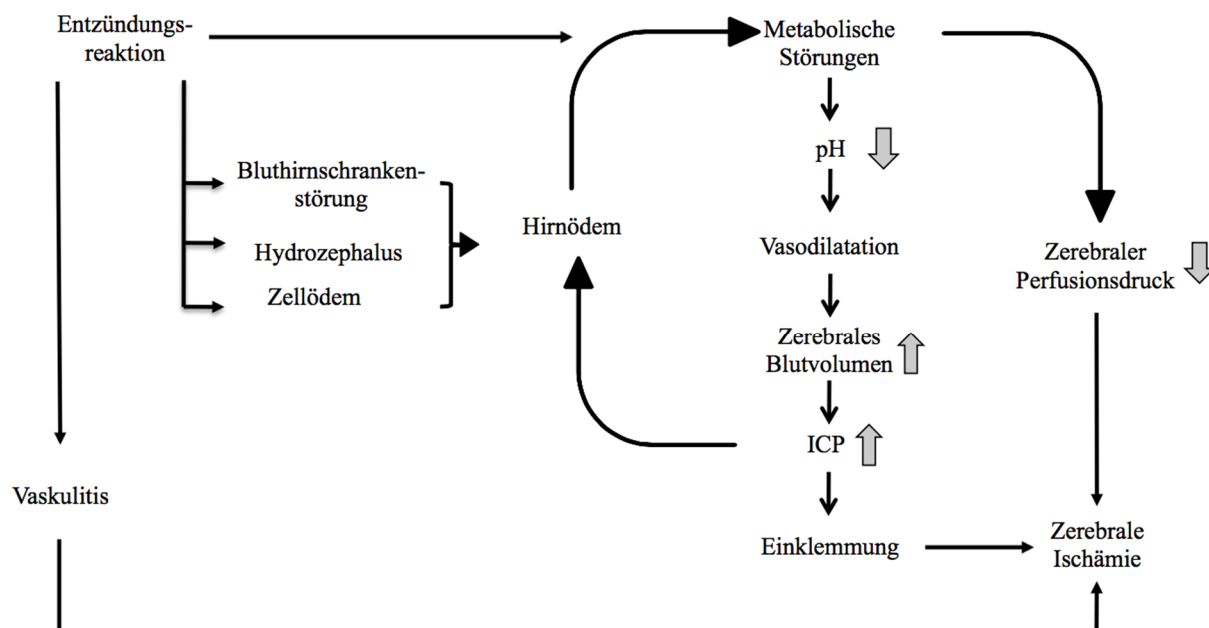 Entzündungs-
reaktion
Bluthirnschranken-
störung
Hydrozephalus
Zellödem
Vaskulitis
Hirnödem
Metabolische
Störungen
pH
Vasodilatation
Zerebrales
Blutvolumen
ICP
Einklemmung
Zerebraler
Perfusionsdruck
Zerebrale
Ischämie